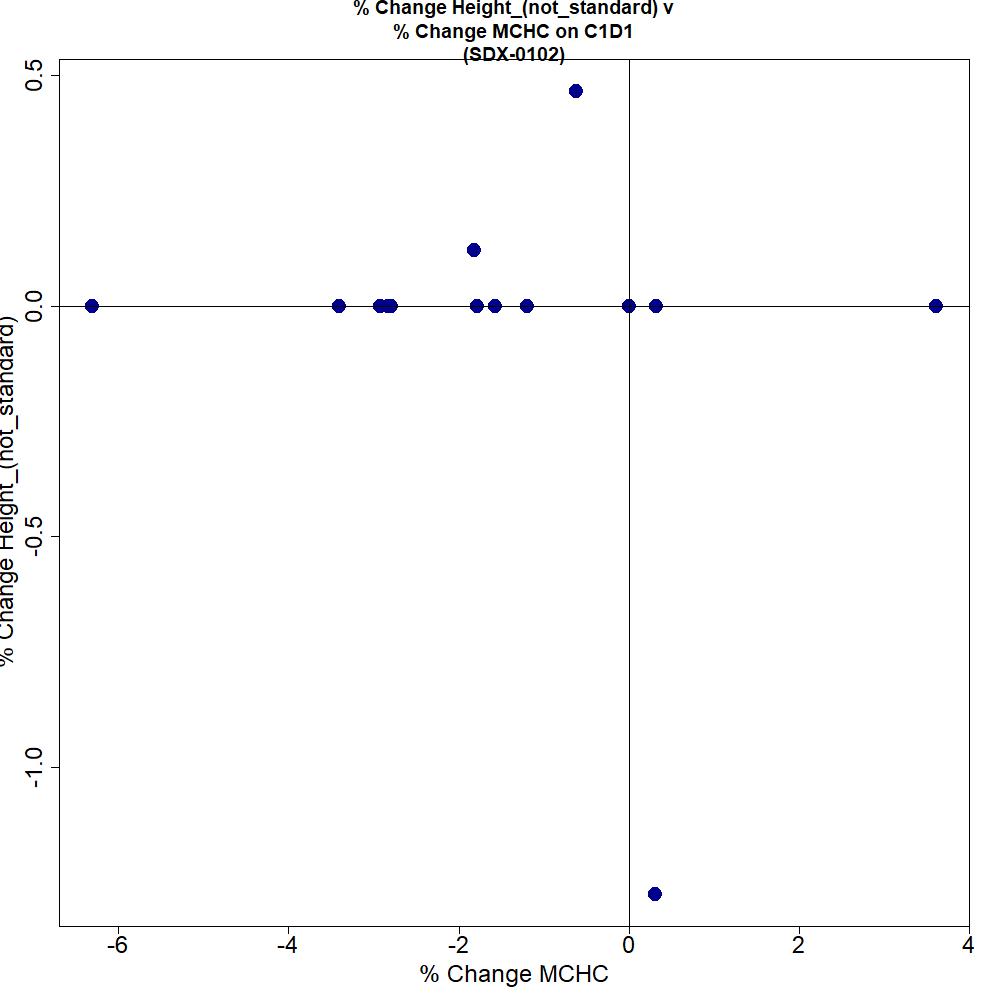 % Change Height_(not_standard) v
% Change MCHC on C1D1
(SDX-0102)
% Change Height_(not_standard)
0.5
0.0
-0.5
-1.0
-6
-4
-2
0
2
4
% Change MCHC